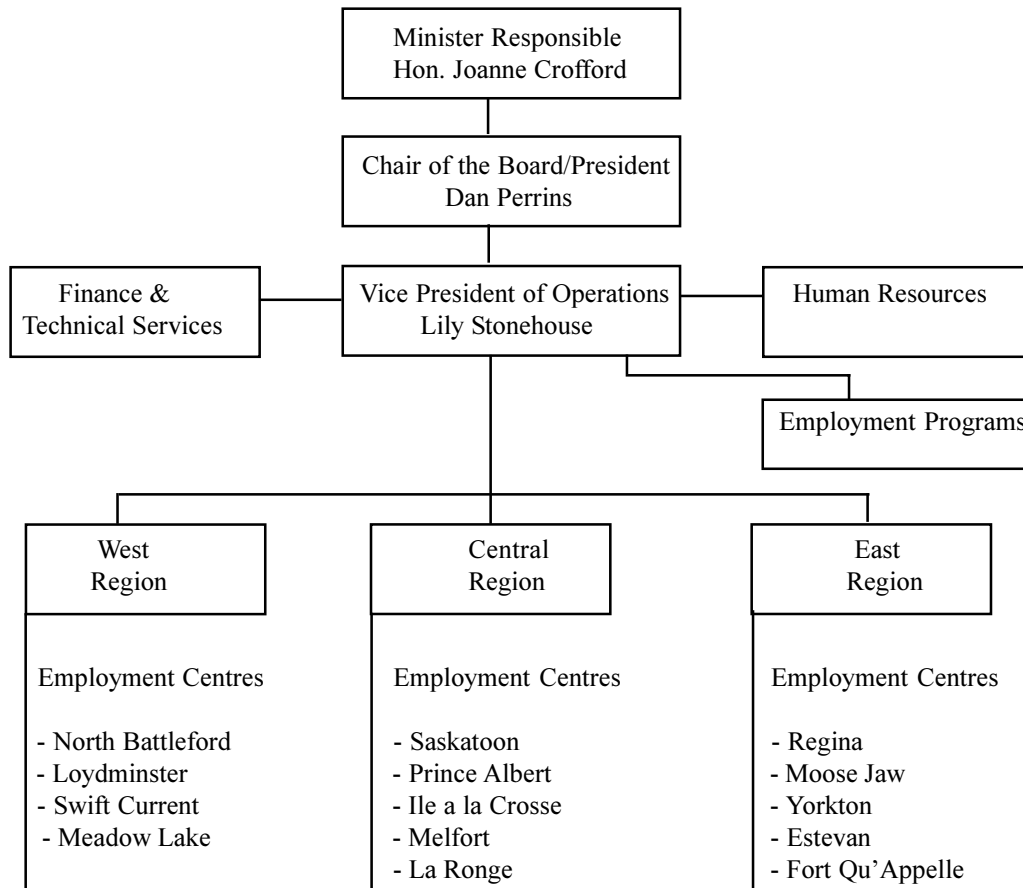 Minister Responsible
Hon. Joanne Crofford
Chair of the Board/President
Dan Perrins
Finance &
Technical Services
Vice President of Operations
Lily Stonehouse
Human Resources
Employment Programs
West
Region
Central
Region
East
Region
Employment Centres
- North Battleford
- Loydminster
- Swift Current
- Meadow Lake
Employment Centres
- Saskatoon
- Prince Albert
- Ile a la Crosse
- Melfort
- La Ronge
Employment Centres
- Regina
- Moose Jaw
- Yorkton
- Estevan
- Fort Qu’Appelle